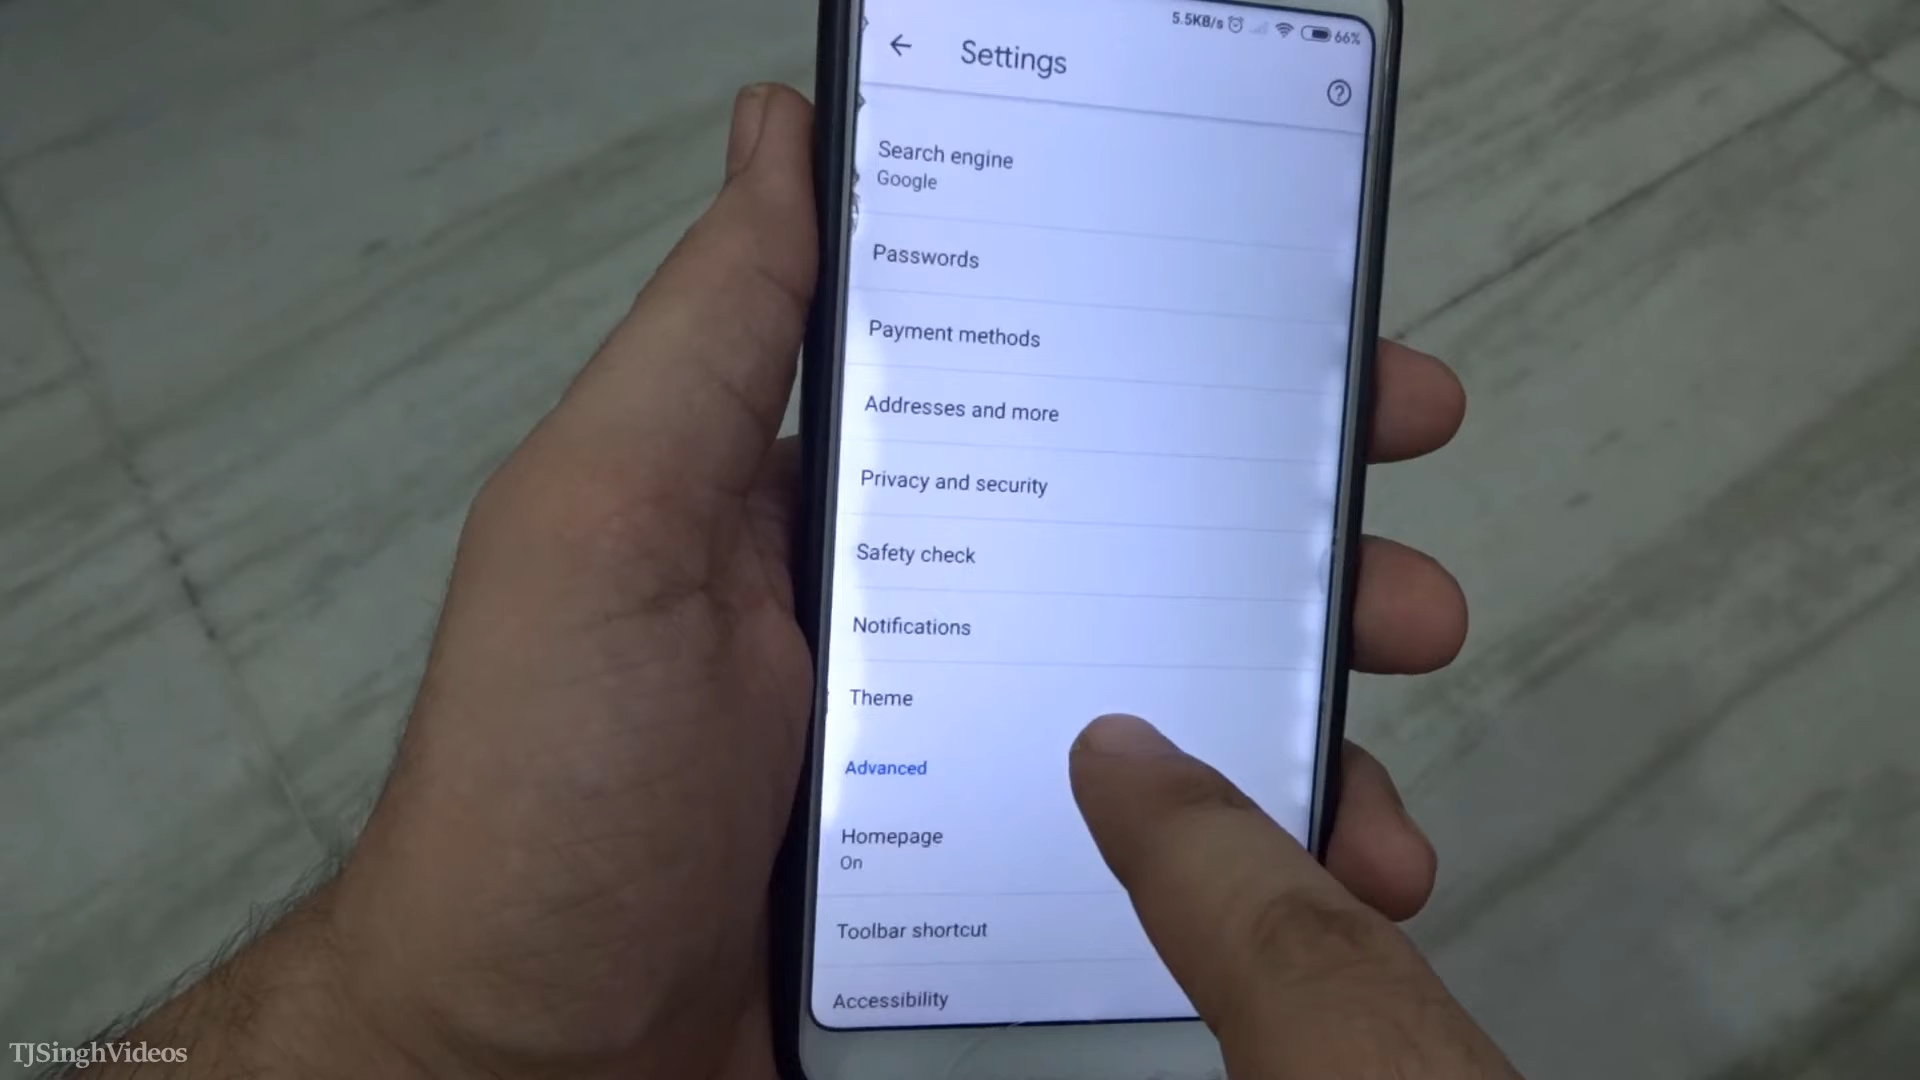 5.5KB/s 66%
Settings
Search engine
Google
Passwords
Payment methods
Addresses and more
Privacy and security
Safety check
Notifications
Theme
Advanced
Homepage
On
Toolbar shortcut
Accessibility
TJSinghVideos